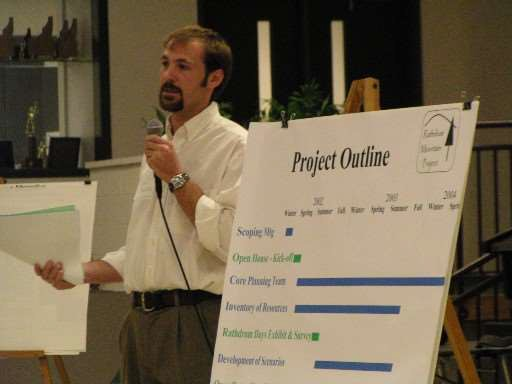 Rathdrum
Mountain
Project
Project Outline
2002 2003 2004
Winter Spring Summer Fall Winter Spring Summer Fall Winter Spri
Scoping Mtg
Open House - Kick-off
Core Planning Team
Inventory of Resources
Rathdrum Days Exhibit & Survey
Development of Scenarios